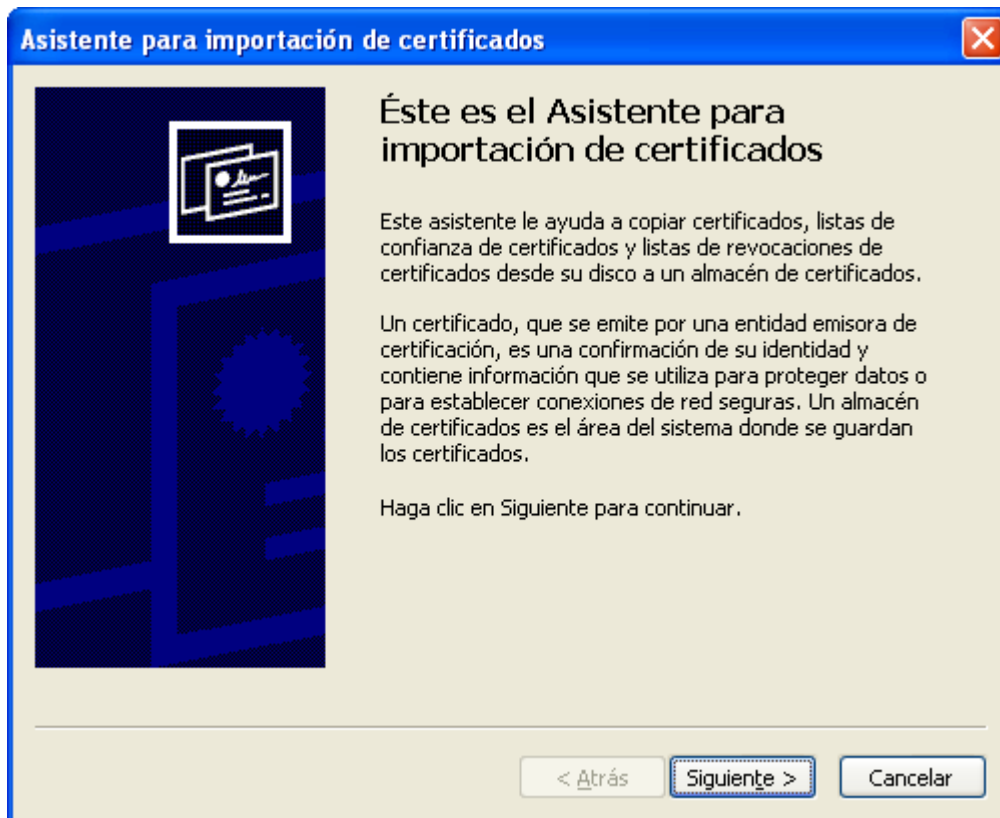 Asistente para importación de certificados
Éste es el Asistente para
importación de certificados
Este asistente le ayuda a copiar certificados, listas de
confianza de certificados y listas de revocaciones de
certificados desde su disco a un almacén de certificados.
Un certificado, que se emite por una entidad emisora de
certificación, es una confirmación de su identidad y
contiene información que se utiliza para proteger datos o
para establecer conexiones de red seguras. Un almacén
de certificados es el área del sistema donde se guardan
los certificados.
Haga clic en Siguiente para continuar.
< Atrás Siguiente > Cancelar